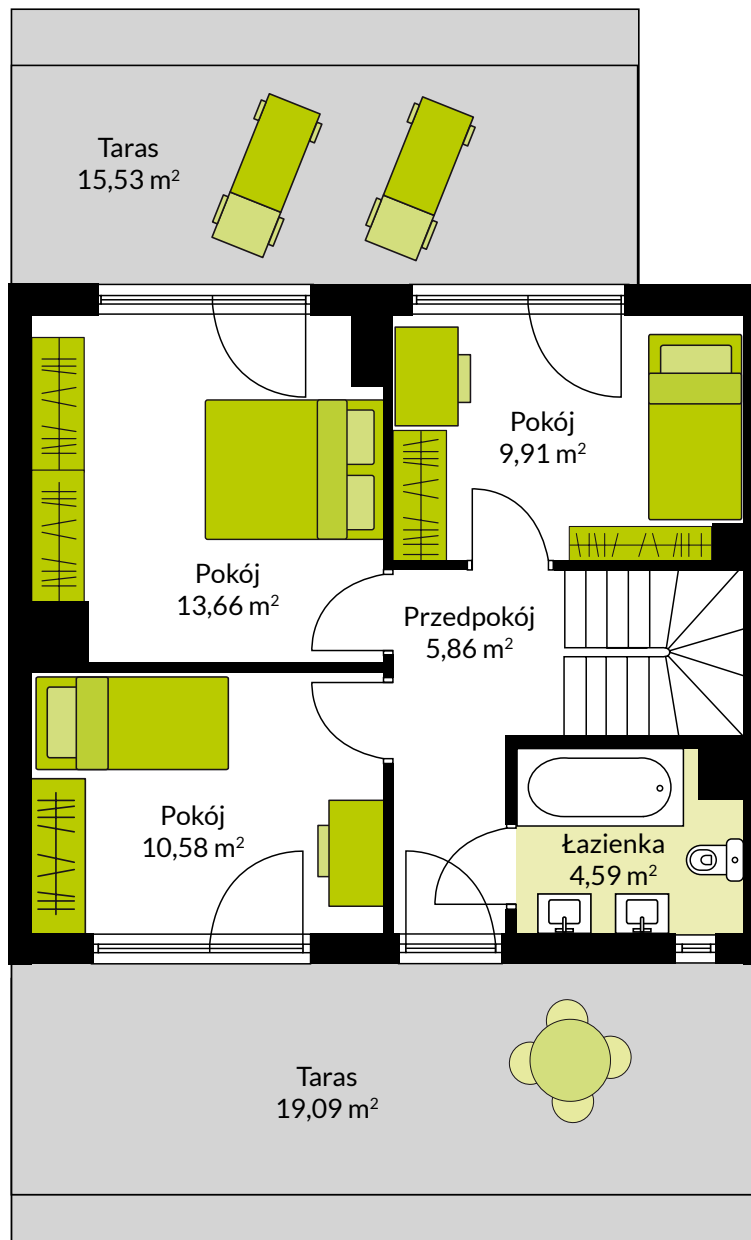 Taras
15,53 m²
Pokój
9,91 m²
Pokój
13,66 m²
Przedpokój
5,86 m²
Pokój
10,58 m²
Łazienka
4,59 m²
Taras
19,09 m²